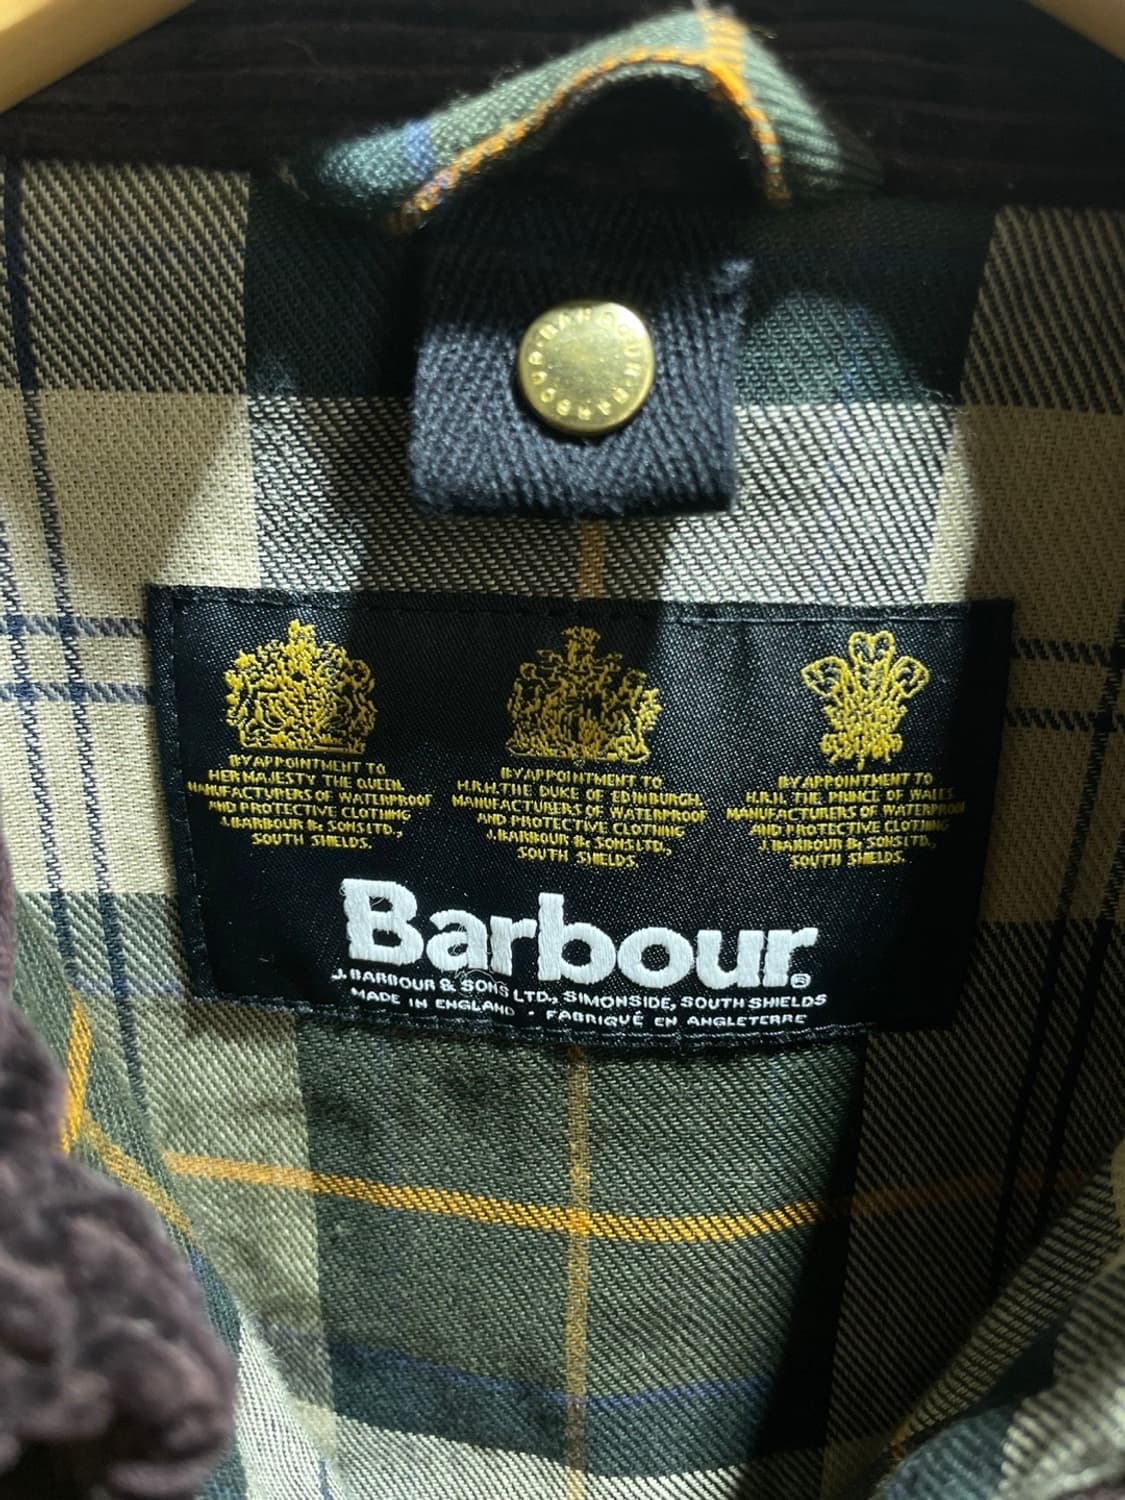 BARBOUR BARBOUR
BY APPOINTMENT TO
HER MAJESTY THE QUEEN
MANUFACTURERS OF WATERPROOF
AND PROTECTIVE CLOTHING
J. BARBOUR & SONS LTD.,
SOUTH SHIELDS.
BY APPOINTMENT TO
H.R.H. THE DUKE OF EDINBURGH
MANUFACTURERS OF WATERPROOF
AND PROTECTIVE CLOTHING
J. BARBOUR & SONS LTD.,
SOUTH SHIELDS.
BY APPOINTMENT TO
H.R.H. THE PRINCE OF WALES
MANUFACTURERS OF WATERPROOF
AND PROTECTIVE CLOTHING
J. BARBOUR & SONS LTD.,
SOUTH SHIELDS.
Barbour®
J. BARBOUR & SONS LTD., SIMONSIDE, SOUTH SHIELDS
MADE IN ENGLAND • FABRIQUÉ EN ANGLETERRE